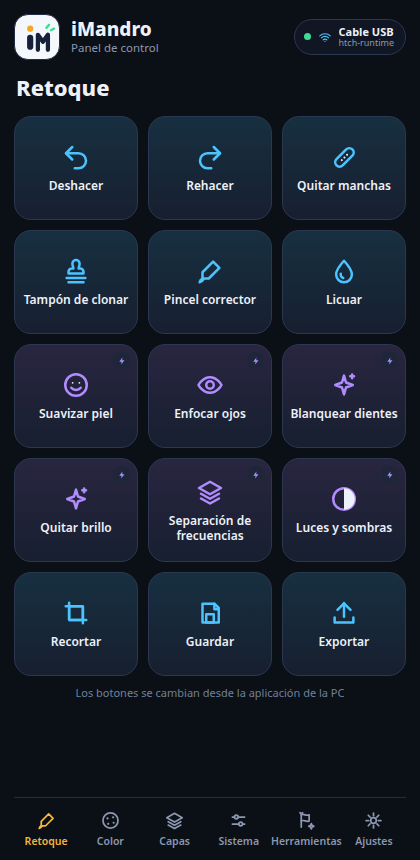 iM
iMandro
Panel de control
Cable USB
htch-runtime
Retoque
Deshacer
Rehacer
Quitar manchas
Tampón de clonar
Pincel corrector
Licuar
Suavizar piel
Enfocar ojos
Blanquear dientes
Quitar brillo
Separación de
frecuencias
Luces y sombras
Recortar
Guardar
Exportar
Los botones se cambian desde la aplicación de la PC
Retoque
Color
Capas
Sistema
Herramientas
Ajustes